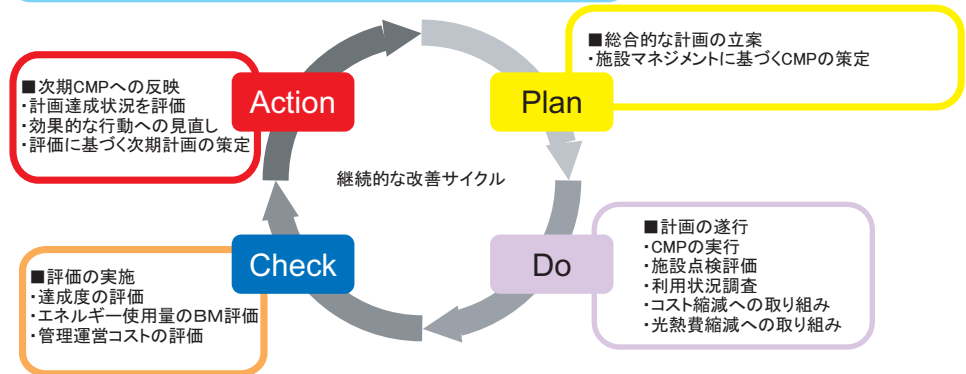 Plan
■総合的な計画の立案
・施設マネジメントに基づくCMPの策定
Do
■計画の遂行
・CMPの実行
・施設点検評価
・利用状況調査
・コスト縮減への取り組み
・光熱費縮減への取り組み
Check
■評価の実施
・達成度の評価
・エネルギー使用量のBM評価
・管理運営コストの評価
Action
■次期CMPへの反映
・計画達成状況を評価
・効果的な行動への見直し
・評価に基づく次期計画の策定
継続的な改善サイクル